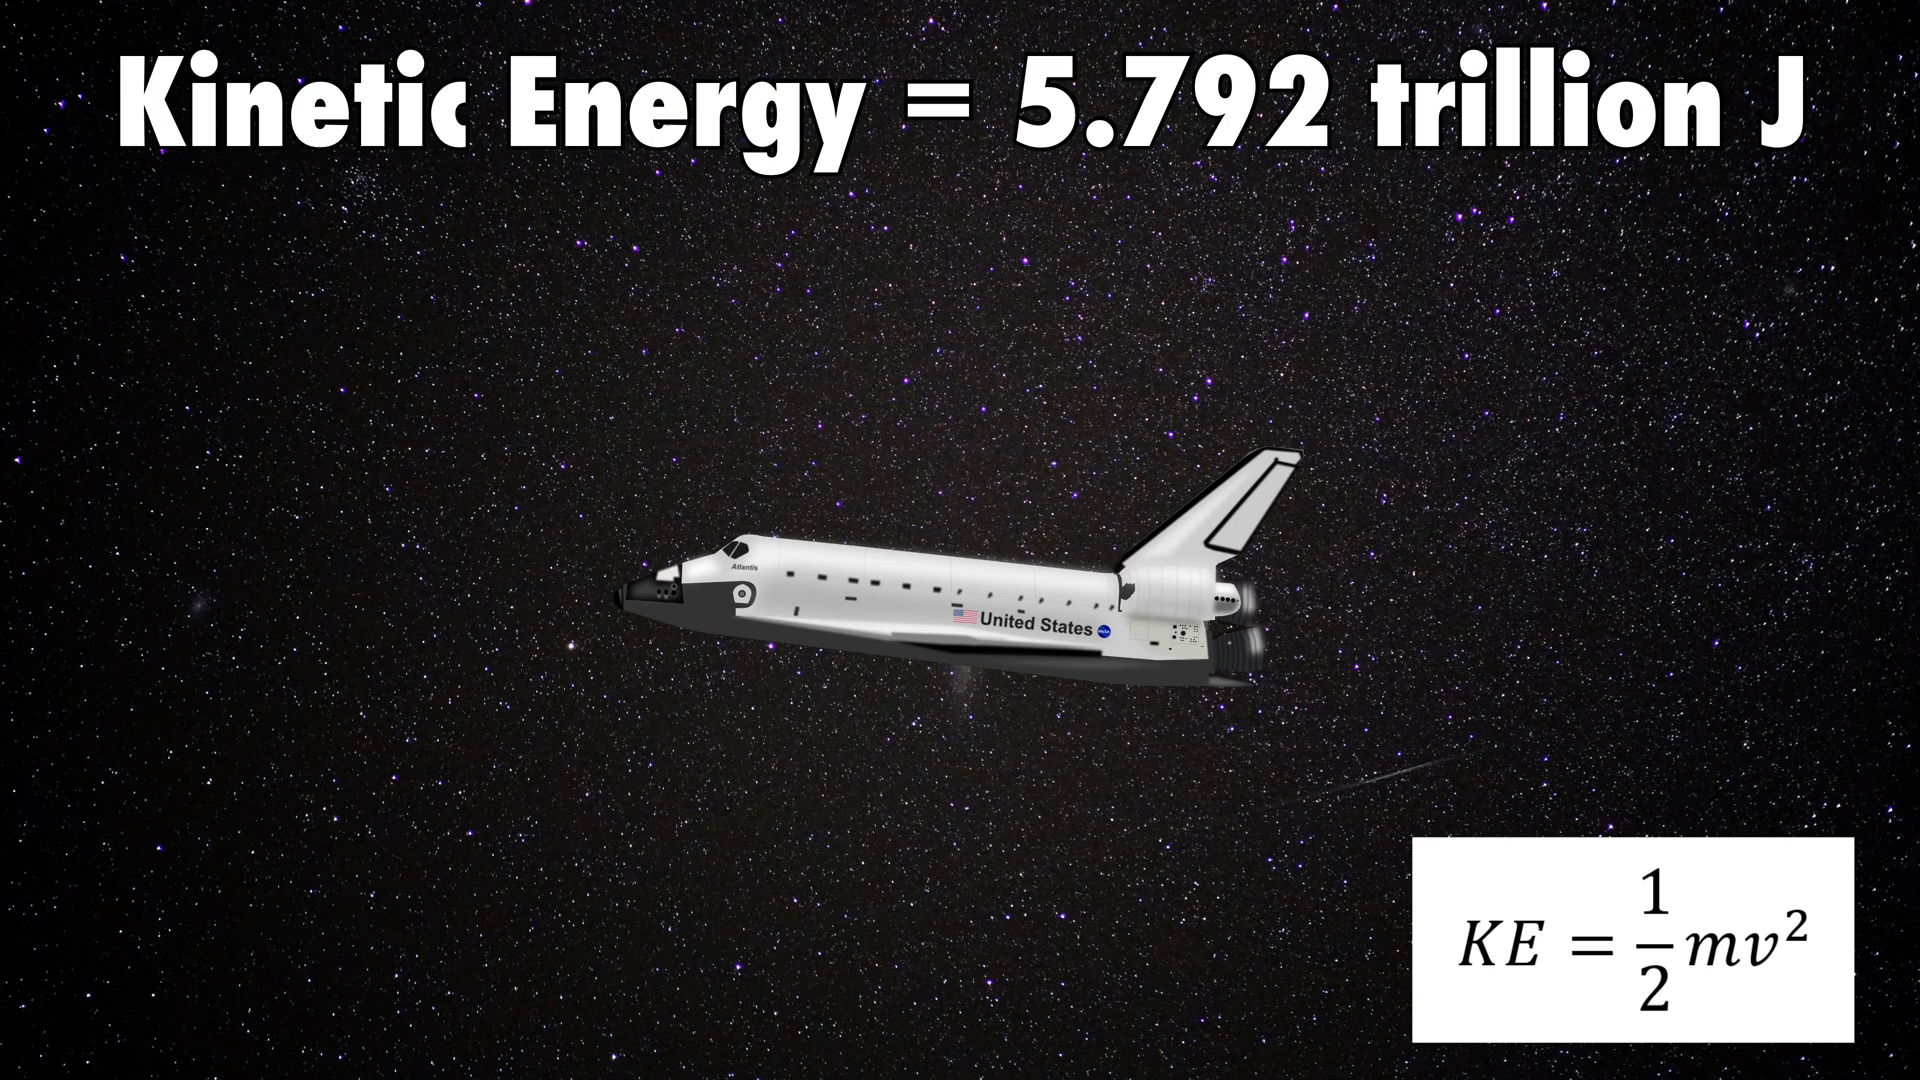 Kinetic Energy = 5.792 trillion J
Atlantis
United States
NASA
KE = 1/2 mv²